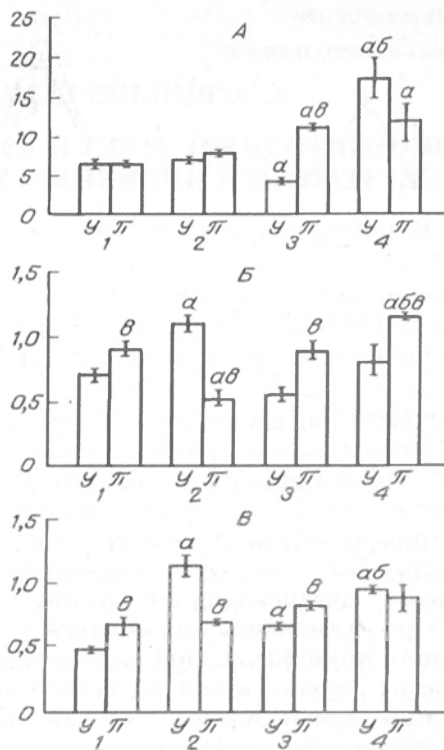 А
25
20
15
10
5
0
аб
а
ав
а
У П У П У П У П
1 2 3 4
Б
1,5
1,0
0,5
0
в
а
ав
в
абв
У П У П У П У П
1 2 3 4
В
1,5
1,0
0,5
0
в
а
в
а
в
аб
У П У П У П У П
1 2 3 4